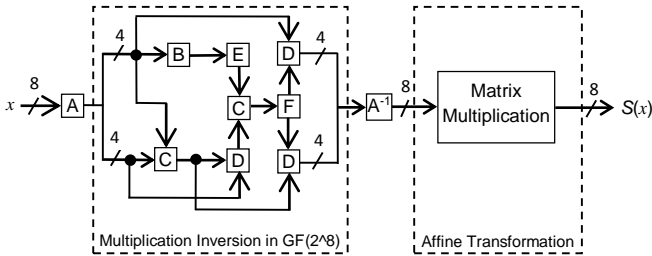 4
4
B
E
D
8
8
8
x
A
C
F
A-1
Matrix
Multiplication
S(x)
4
4
C
D
D
Multiplication Inversion in GF(2^8)
Affine Transformation